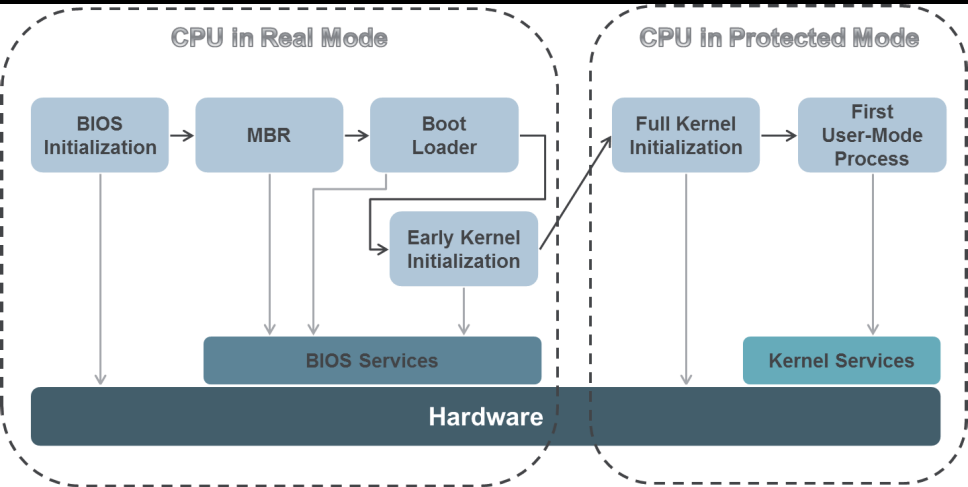 CPU in Real Mode
CPU in Protected Mode
BIOS
Initialization
MBR
Boot
Loader
Full Kernel
Initialization
First
User-Mode
Process
Early Kernel
Initialization
BIOS Services
Kernel Services
Hardware